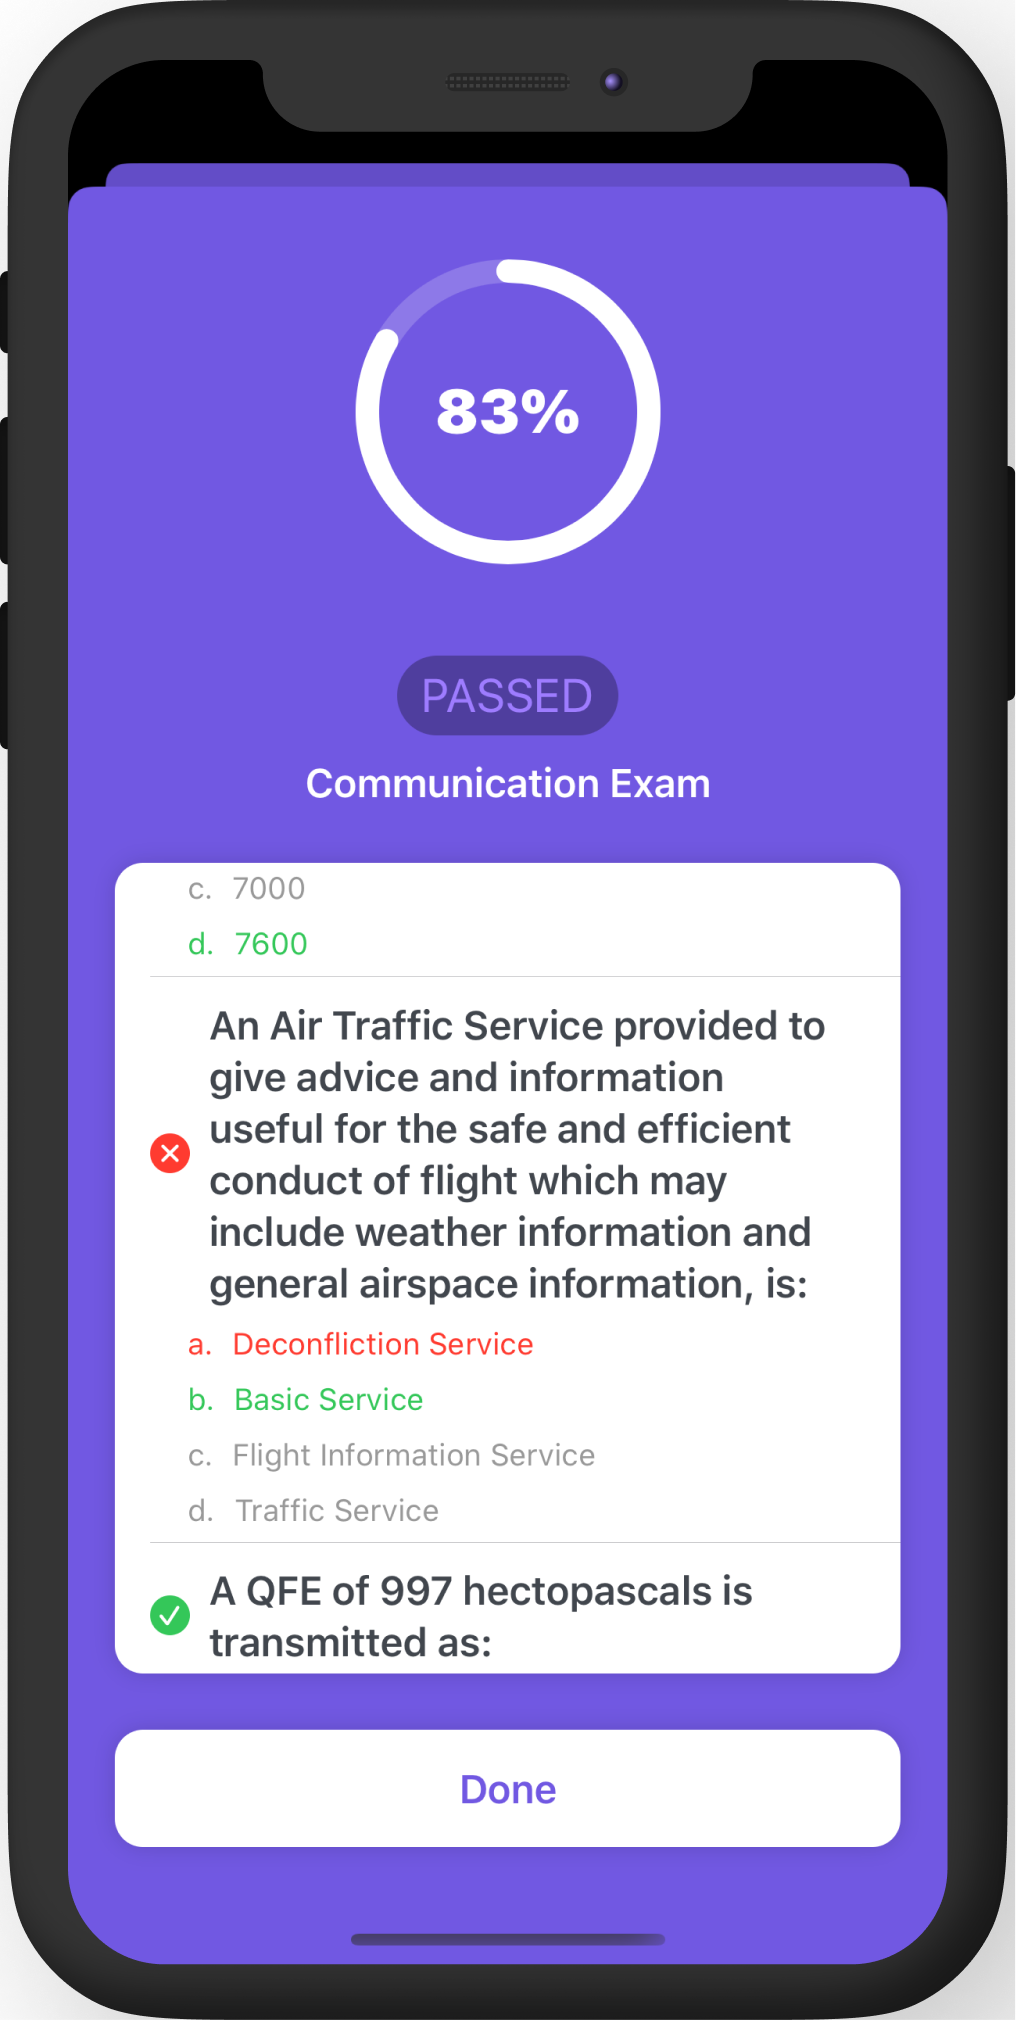 83%
PASSED
Communication Exam
c. 7000
d. 7600
An Air Traffic Service provided to
give advice and information
useful for the safe and efficient
conduct of flight which may
include weather information and
general airspace information, is:
a. Deconfliction Service
b. Basic Service
c. Flight Information Service
d. Traffic Service
A QFE of 997 hectopascals is
transmitted as:
Done